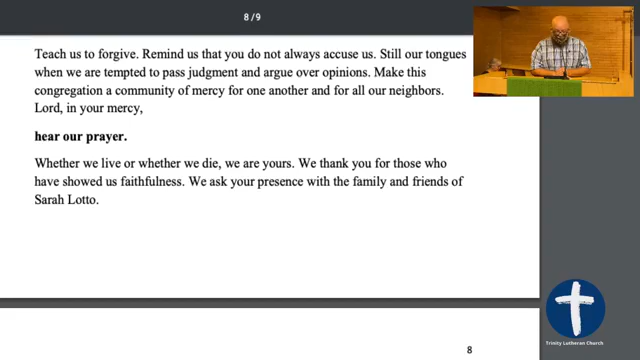 8 / 9
Teach us to forgive. Remind us that you do not always accuse us. Still our tongues
when we are tempted to pass judgment and argue over opinions. Make this
congregation a community of mercy for one another and for all our neighbors.
Lord, in your mercy,
hear our prayer.
Whether we live or whether we die, we are yours. We thank you for those who
have showed us faithfulness. We ask your presence with the family and friends of
Sarah Lotto.
Trinity Lutheran Church
8